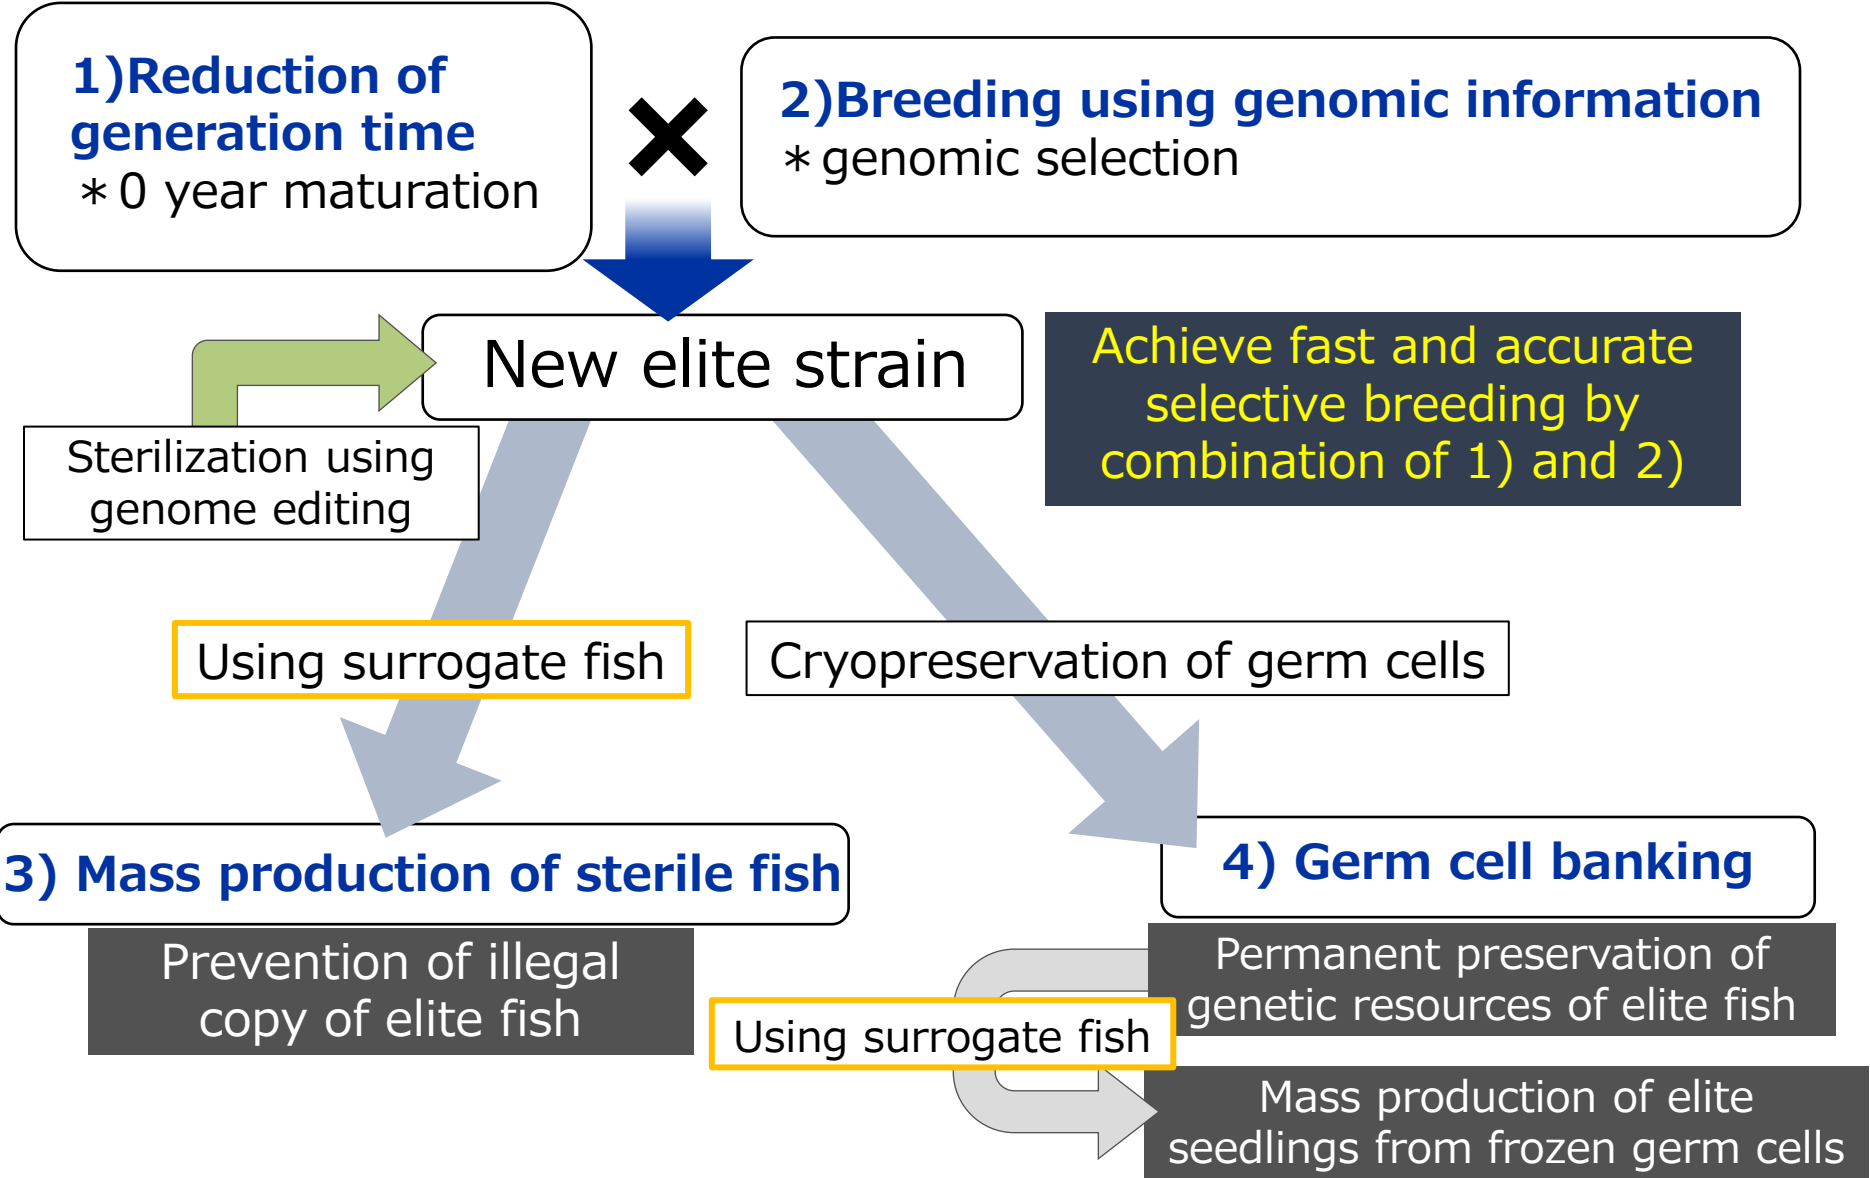 1)Reduction of
generation time
＊0 year maturation
2)Breeding using genomic information
＊genomic selection
New elite strain
Achieve fast and accurate
selective breeding by
combination of 1) and 2)
Sterilization using
genome editing
Using surrogate fish
Cryopreservation of germ cells
3) Mass production of sterile fish
Prevention of illegal
copy of elite fish
4) Germ cell banking
Permanent preservation of
genetic resources of elite fish
Using surrogate fish
Mass production of elite
seedlings from frozen germ cells